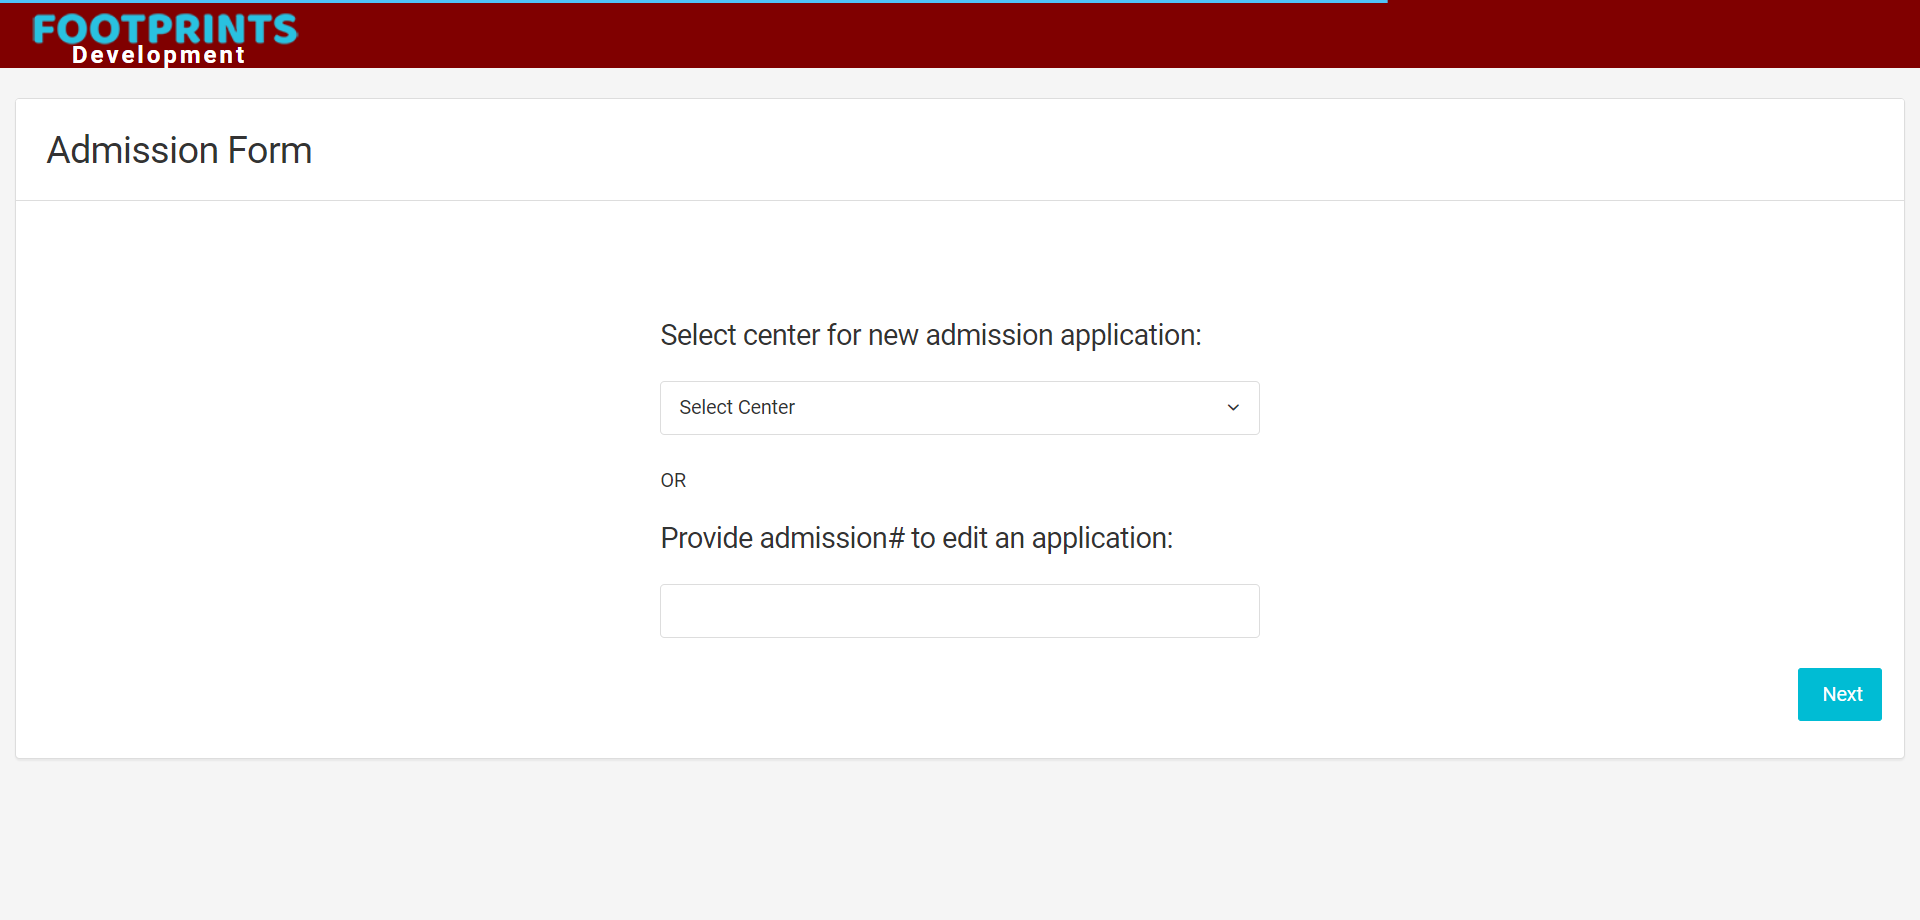 FOOTPRINTS
Development
Admission Form
Select center for new admission application:
Select Center
OR
Provide admission# to edit an application:
Next